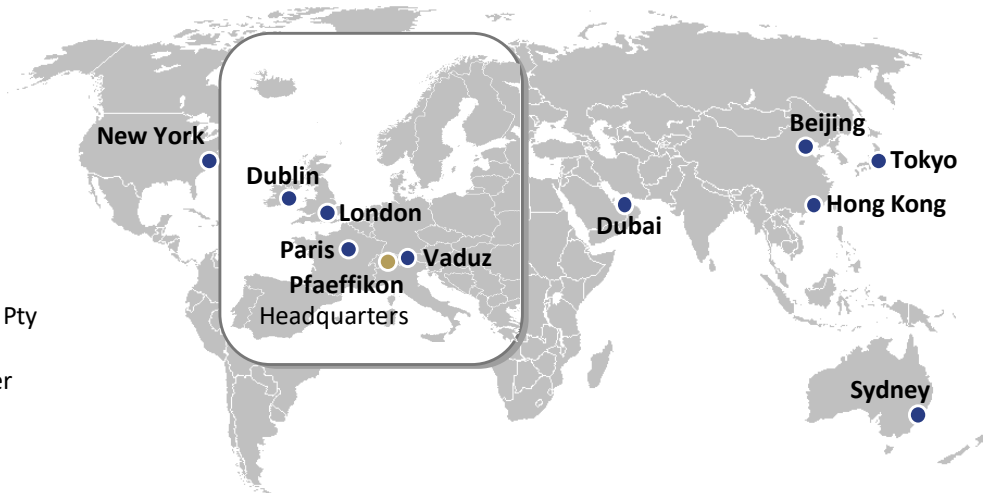 New York
Dublin
London
Paris
Vaduz
Pfaeffikon
Headquarters
Beijing
Tokyo
Hong Kong
Dubai
Sydney
Pty
er